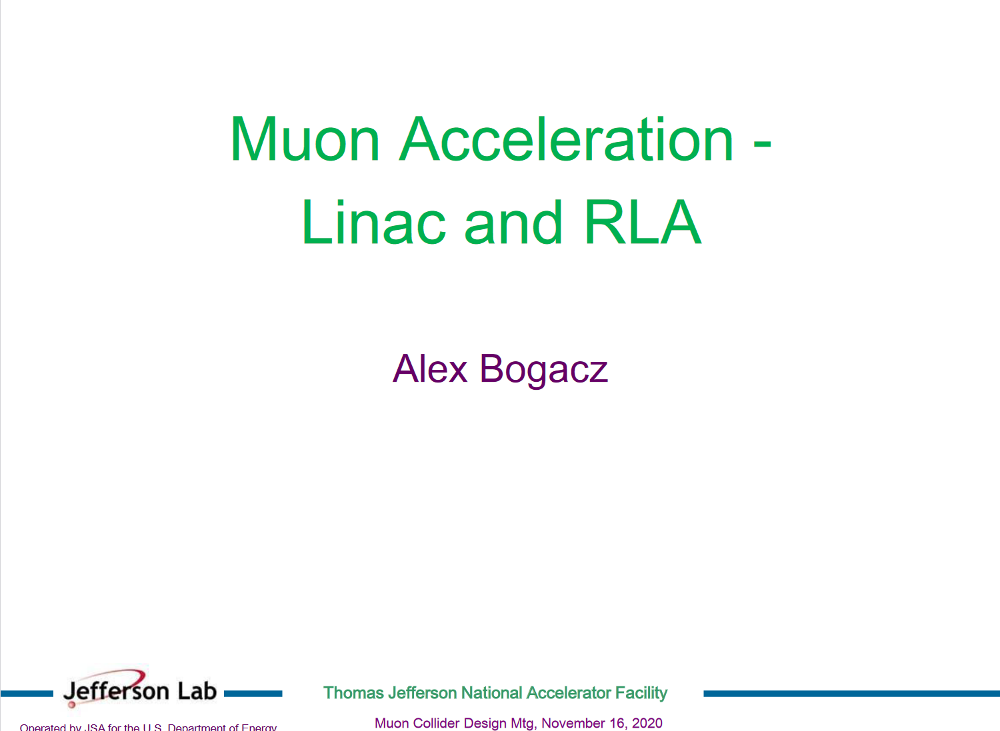 Muon Acceleration -
Linac and RLA
Alex Bogacz
Jefferson Lab
Thomas Jefferson National Accelerator Facility
Operated by JSA for the U.S. Department of Energy
Muon Collider Design Mtg, November 16, 2020